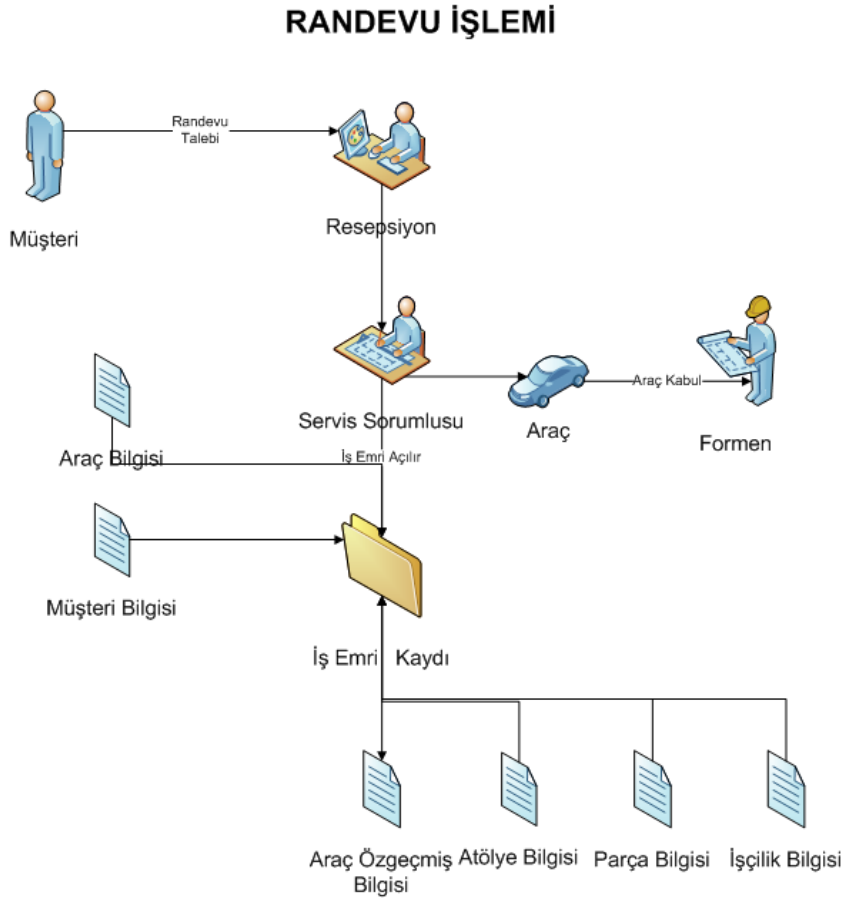 RANDEVU İŞLEMİ
Randevu
Talebi
Müşteri
Resepsiyon
Servis Sorumlusu
Araç
Araç Kabul
Formen
Araç Bilgisi
İş Emri Açılır
Müşteri Bilgisi
İş Emri Kaydı
Araç Özgeçmiş
Bilgisi
Atölye Bilgisi
Parça Bilgisi
İşçilik Bilgisi